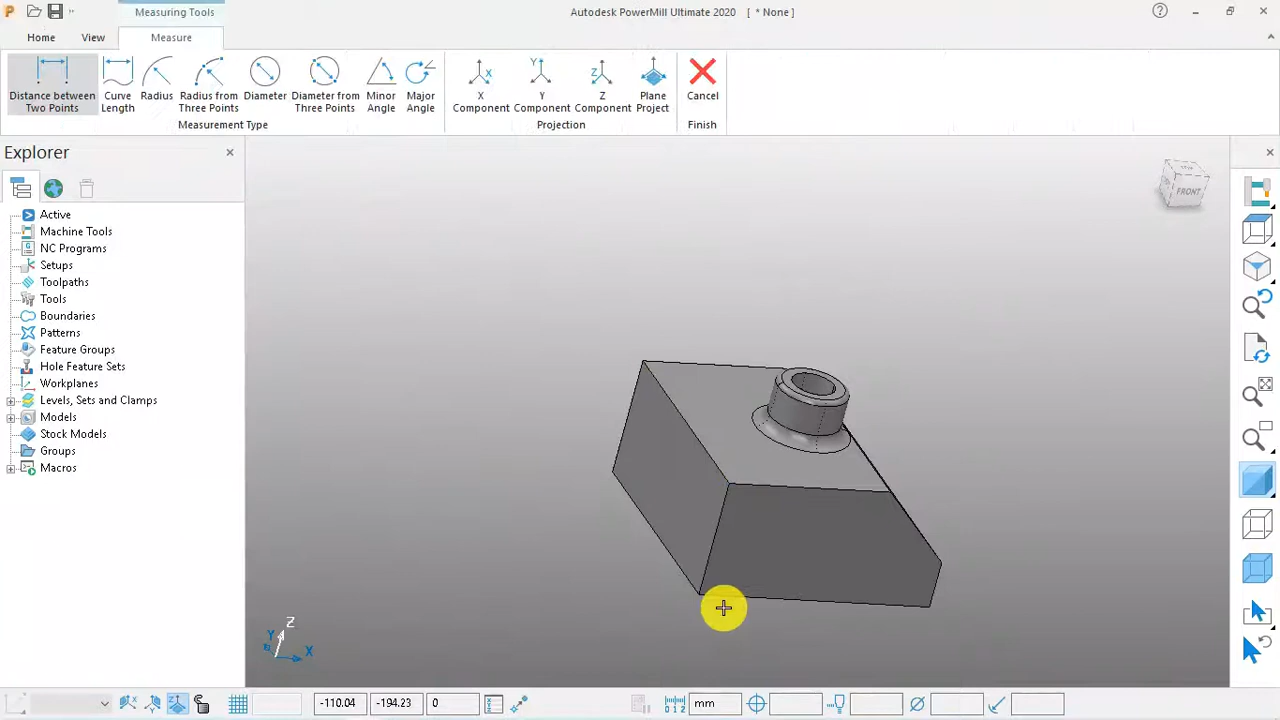 Measuring Tools
Autodesk PowerMill Ultimate 2020 [ * None ]
Home View Measure
Distance between Two Points
Curve Length
Radius
Radius from Three Points
Diameter
Diameter from Three Points
Minor Angle
Major Angle
X Component
Y Component
Z Component
Plane Project
Cancel
Measurement Type
Projection
Finish
Explorer
Active
Machine Tools
NC Programs
Setups
Toolpaths
Tools
Boundaries
Patterns
Feature Groups
Hole Feature Sets
Workplanes
Levels, Sets and Clamps
Models
Stock Models
Groups
Macros
FRONT
Z
Y
X
-110.04 -194.23 0 mm